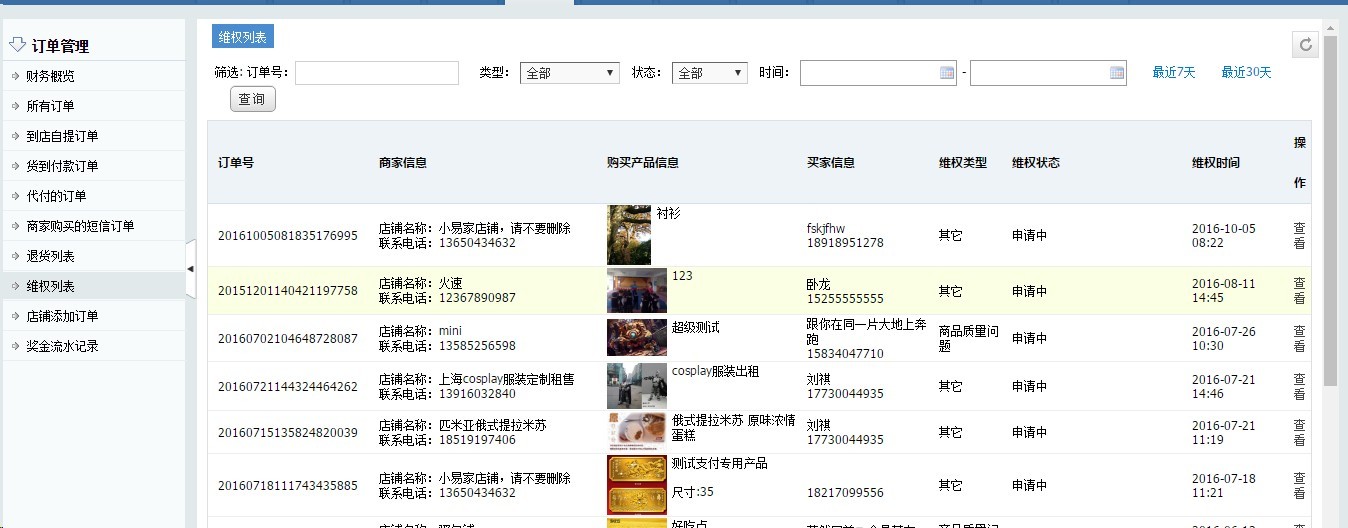 订单管理
财务概览
所有订单
到店自提订单
货到付款订单
代付的订单
商家购买的短信订单
退货列表
维权列表
店铺添加订单
奖金流水记录
维权列表
筛选: 订单号： 类型： 全部 状态： 全部 时间： - 最近7天 最近30天
查询
订单号 商家信息 购买产品信息 买家信息 维权类型 维权状态 维权时间 操作
20161005081835176995 店铺名称：小易家店铺，请不要删除 衬衫 fskjfhw 其它 申请中 2016-10-05 查看
联系电话：13650434632 18918951278 08:22
20151201140421197758 店铺名称：火速 123 卧龙 其它 申请中 2016-08-11 查看
联系电话：12367890987 15255555555 14:45
20160702104648728087 店铺名称：mini 超级测试 跟你在同一片大地上奔跑 商品质量问题 申请中 2016-07-26 查看
联系电话：13585256598 15834047710 10:30
20160721144324464262 店铺名称：上海cosplay服装定制租售 cosplay服装出租 刘祺 其它 申请中 2016-07-21 查看
联系电话：13916032840 17730044935 14:46
20160715135824820039 店铺名称：匹米亚俄式提拉米苏 俄式提拉米苏 原味浓情蛋糕 刘祺 其它 申请中 2016-07-21 查看
联系电话：18519197406 17730044935 11:19
20160718111743435885 店铺名称：小易家店铺，请不要删除 测试支付专用产品 其它 申请中 2016-07-18 查看
联系电话：13650434632 尺寸:35 18217099556 11:21
好吃点